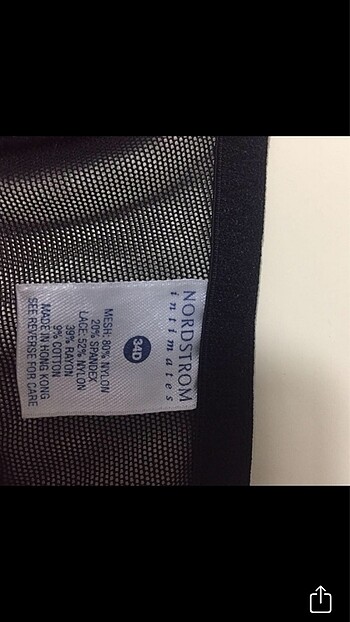 NORDSTROM
intimates
34D
MESH: 80% NYLON
20% SPANDEX
LACE: 52% NYLON
39% RAYON
9% COTTON
MADE IN HONG KONG
SEE REVERSE FOR CARE